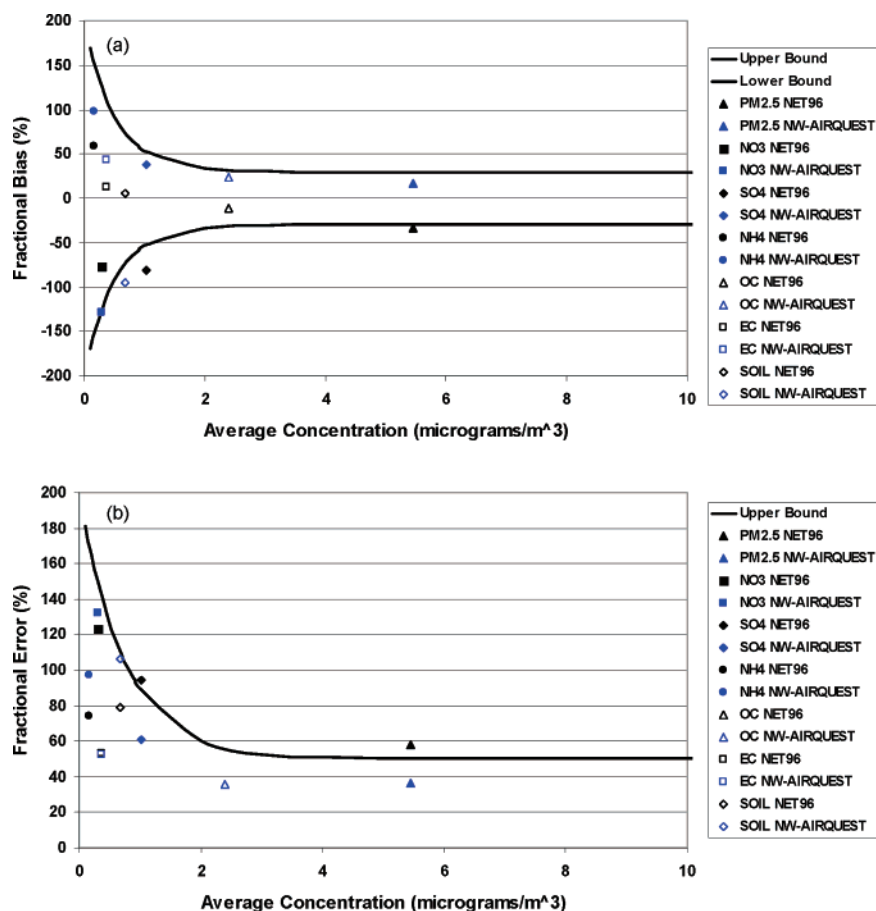 (a)
Fractional Bias (%)
200
150
100
50
0
-50
-100
-150
-200
0 2 4 6 8 10
Average Concentration (micrograms/m^3)
Upper Bound
Lower Bound
PM2.5 NET96
PM2.5 NW-AIRQUEST
NO3 NET96
NO3 NW-AIRQUEST
SO4 NET96
SO4 NW-AIRQUEST
NH4 NET96
NH4 NW-AIRQUEST
OC NET96
OC NW-AIRQUEST
EC NET96
EC NW-AIRQUEST
SOIL NET96
SOIL NW-AIRQUEST
(b)
Fractional Error (%)
200
180
160
140
120
100
80
60
40
20
0
0 2 4 6 8 10
Average Concentration (micrograms/m^3)
Upper Bound
PM2.5 NET96
PM2.5 NW-AIRQUEST
NO3 NET96
NO3 NW-AIRQUEST
SO4 NET96
SO4 NW-AIRQUEST
NH4 NET96
NH4 NW-AIRQUEST
OC NET96
OC NW-AIRQUEST
EC NET96
EC NW-AIRQUEST
SOIL NET96
SOIL NW-AIRQUEST